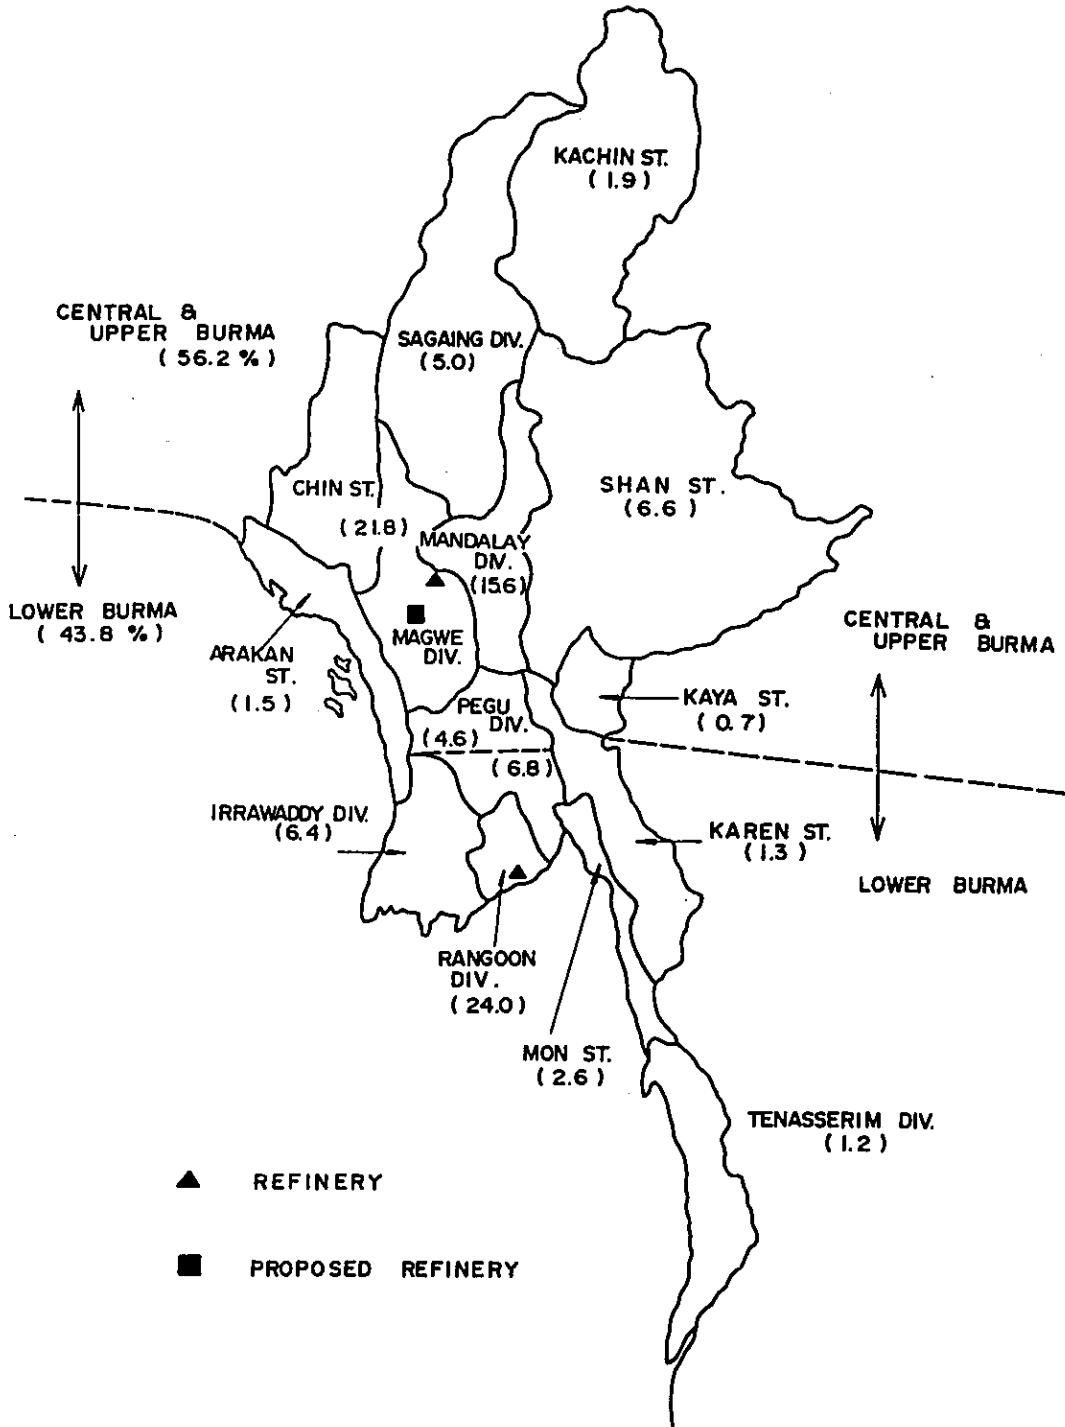 KACHIN ST.
( 1.9 )
CENTRAL &
UPPER BURMA
( 56.2 % )
SAGAING DIV.
(5.0)
CHIN ST.
( 21.8 )
SHAN ST.
(6.6)
MANDALAY
DIV.
(15.6)
LOWER BURMA
( 43.8 % )
MAGWE
DIV.
CENTRAL &
UPPER BURMA
ARAKAN
ST.
(1.5)
KAYA ST.
( 0.7 )
PEGU
DIV.
(4.6)
(6.8)
IRRAWADDY DIV.
(6.4)
KAREN ST.
(1.3)
LOWER BURMA
RANGOON
DIV.
(24.0)
MON ST.
( 2.6 )
TENASSERIM DIV.
(1.2)
REFINERY
PROPOSED REFINERY